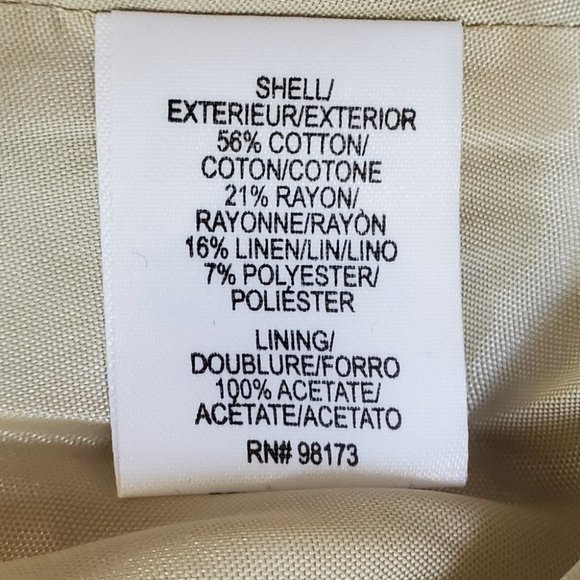 SHELL/
EXTERIEUR/EXTERIOR
56% COTTON/
COTON/COTONE
21% RAYON/
RAYONNE/RAYÒN
16% LINEN/LIN/LINO
7% POLYESTER/
POLIÉSTER
LINING/
DOUBLURE/FORRO
100% ACETATE/
ACÉTATE/ACETATO
RN# 98173